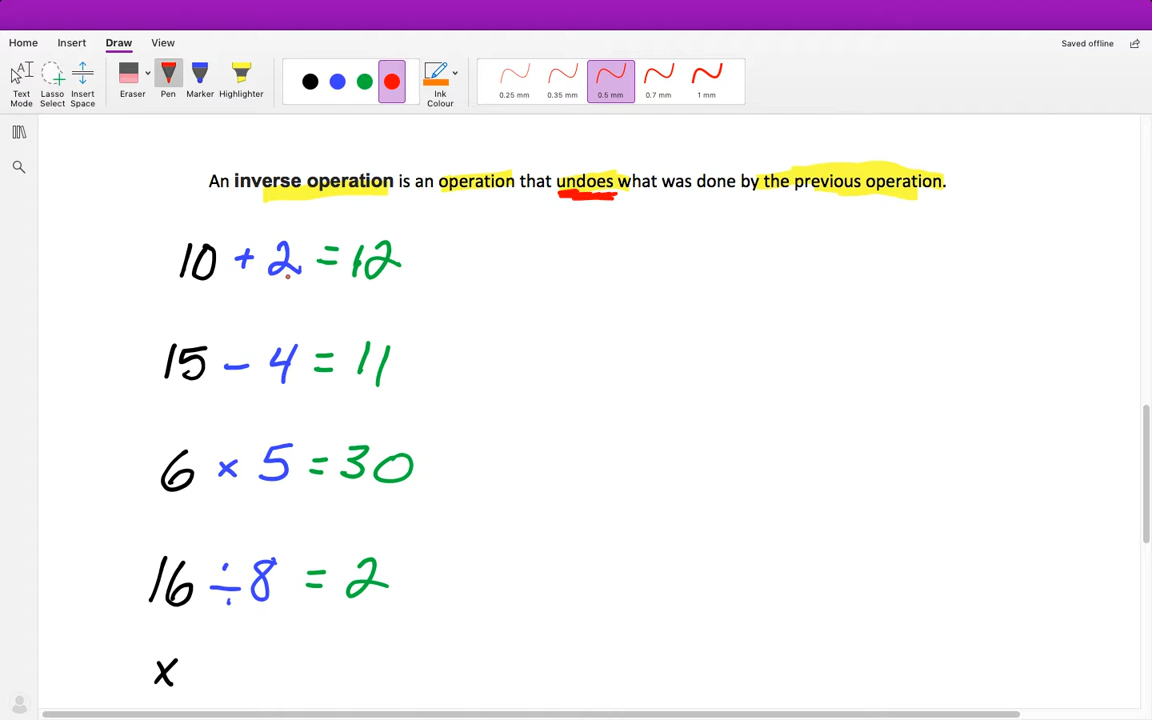 Home Insert Draw View Saved offline
Text Mode Lasso Select Insert Space Eraser Pen Marker Highlighter Ink Colour 0.25 mm 0.35 mm 0.5 mm 0.7 mm 1 mm
An inverse operation is an operation that undoes what was done by the previous operation.
10 + 2 = 12
15 - 4 = 11
6 × 5 = 30
16 ÷ 8 = 2
x